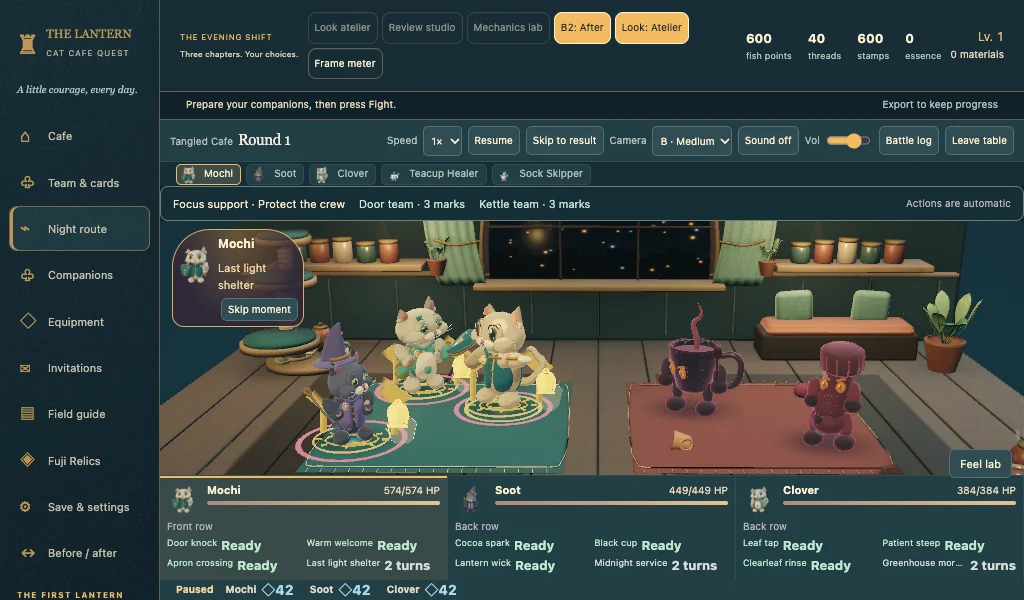 THE LANTERN
CAT CAFE QUEST
A little courage, every day.
Cafe
Team & cards
Night route
Companions
Equipment
Invitations
Field guide
Fuji Relics
Save & settings
Before / after
THE FIRST LANTERN
THE EVENING SHIFT
Three chapters. Your choices.
Look atelier
Review studio
Mechanics lab
B2: After
Look: Atelier
Frame meter
600
fish points
40
threads
600
stamps
0
essence
Lv. 1
0 materials
Prepare your companions, then press Fight.
Export to keep progress
Tangled Cafe Round 1
Speed
1x
Resume
Skip to result
Camera
B · Medium
Sound off
Vol
Battle log
Leave table
Mochi
Soot
Clover
Teacup Healer
Sock Skipper
Focus support · Protect the crew
Door team · 3 marks
Kettle team · 3 marks
Actions are automatic
Mochi
Last light
shelter
Skip moment
Feel lab
Mochi
574/574 HP
Front row
Door knock Ready
Warm welcome Ready
Apron crossing Ready
Last light shelter 2 turns
Soot
449/449 HP
Back row
Cocoa spark Ready
Black cup Ready
Lantern wick Ready
Midnight service 2 turns
Clover
384/384 HP
Back row
Leaf tap Ready
Patient steep Ready
Clearleaf rinse Ready
Greenhouse mor... 2 turns
Paused
Mochi ◇42
Soot ◇42
Clover ◇42